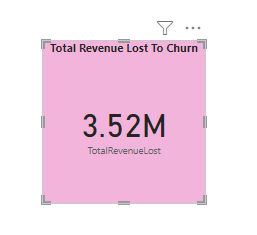 Total Revenue Lost To Churn
3.52M
TotalRevenueLost